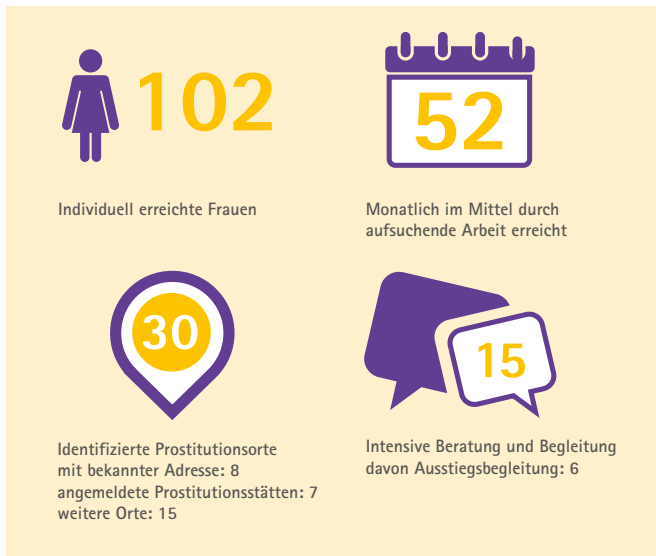 102
Individuell erreichte Frauen
52
Monatlich im Mittel durch
aufsuchende Arbeit erreicht
30
Identifizierte Prostitutionsorte
mit bekannter Adresse: 8
angemeldete Prostitutionsstätten: 7
weitere Orte: 15
15
Intensive Beratung und Begleitung
davon Ausstiegsbegleitung: 6